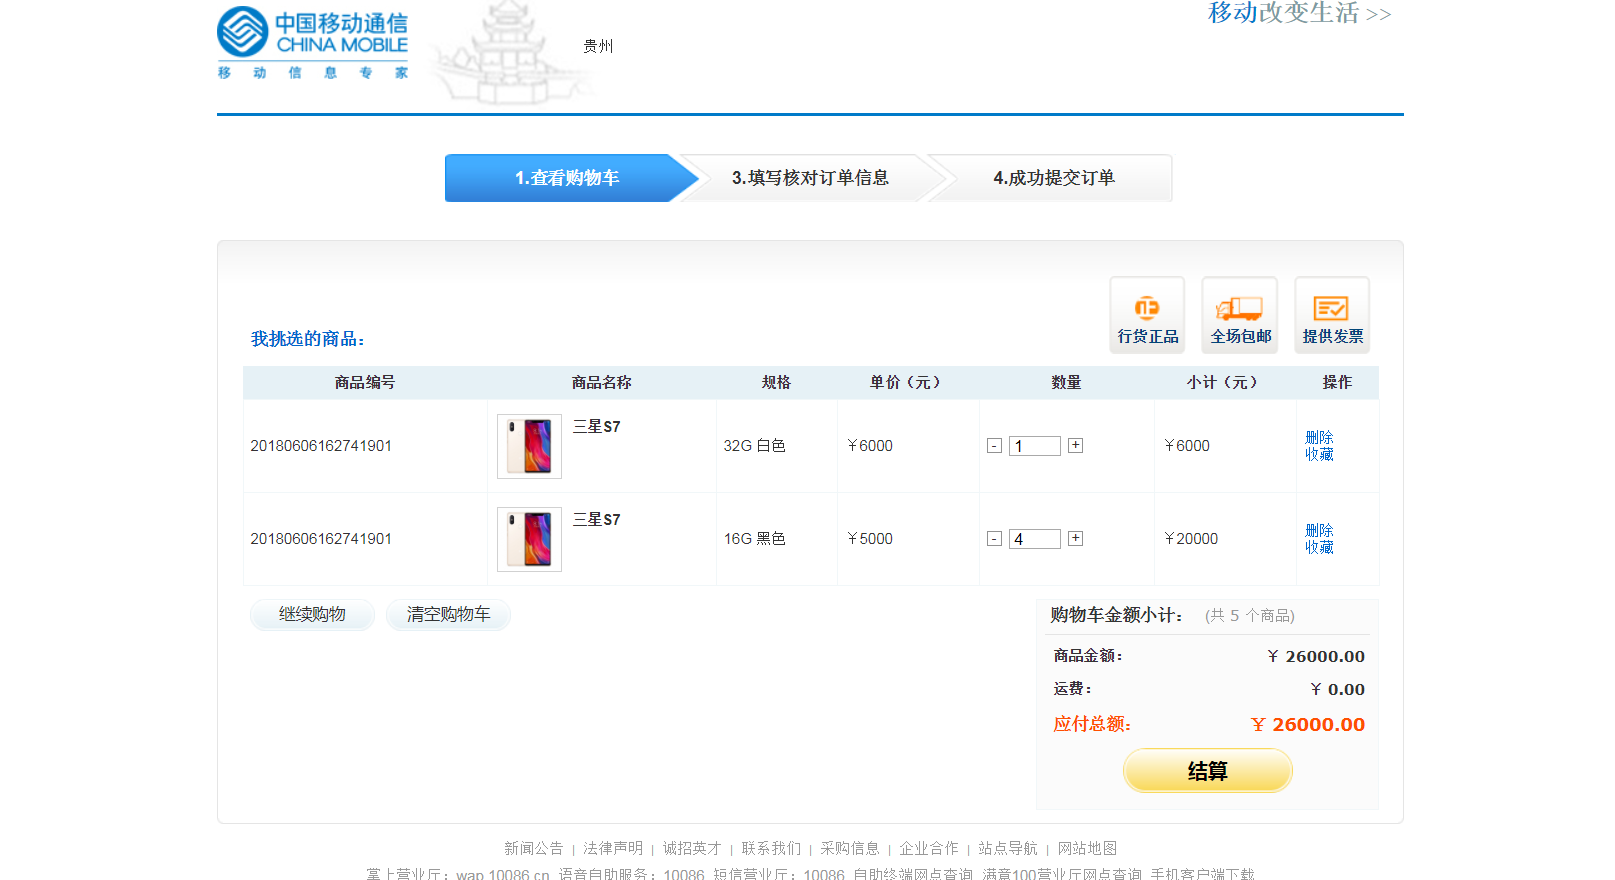 中国移动通信
CHINA MOBILE
移动信息专家
贵州
移动改变生活 >>
1.查看购物车
3.填写核对订单信息
4.成功提交订单
行货正品 全场包邮 提供发票
我挑选的商品：
商品编号 商品名称 规格 单价（元） 数量 小计（元） 操作
20180606162741901 三星S7 32G 白色 ￥6000 - 1 + ￥6000 删除
收藏
20180606162741901 三星S7 16G 黑色 ￥5000 - 4 + ￥20000 删除
收藏
继续购物 清空购物车
购物车金额小计： (共 5 个商品)
商品金额： ￥ 26000.00
运费： ￥ 0.00
应付总额： ￥ 26000.00
结算
新闻公告 | 法律声明 | 诚招英才 | 联系我们 | 采购信息 | 企业合作 | 站点导航 | 网站地图
掌上营业厅：wap.10086.cn 语音自助服务：10086 短信营业厅：10086 自助终端网点查询 满意100营业厅网点查询 手机客户端下载